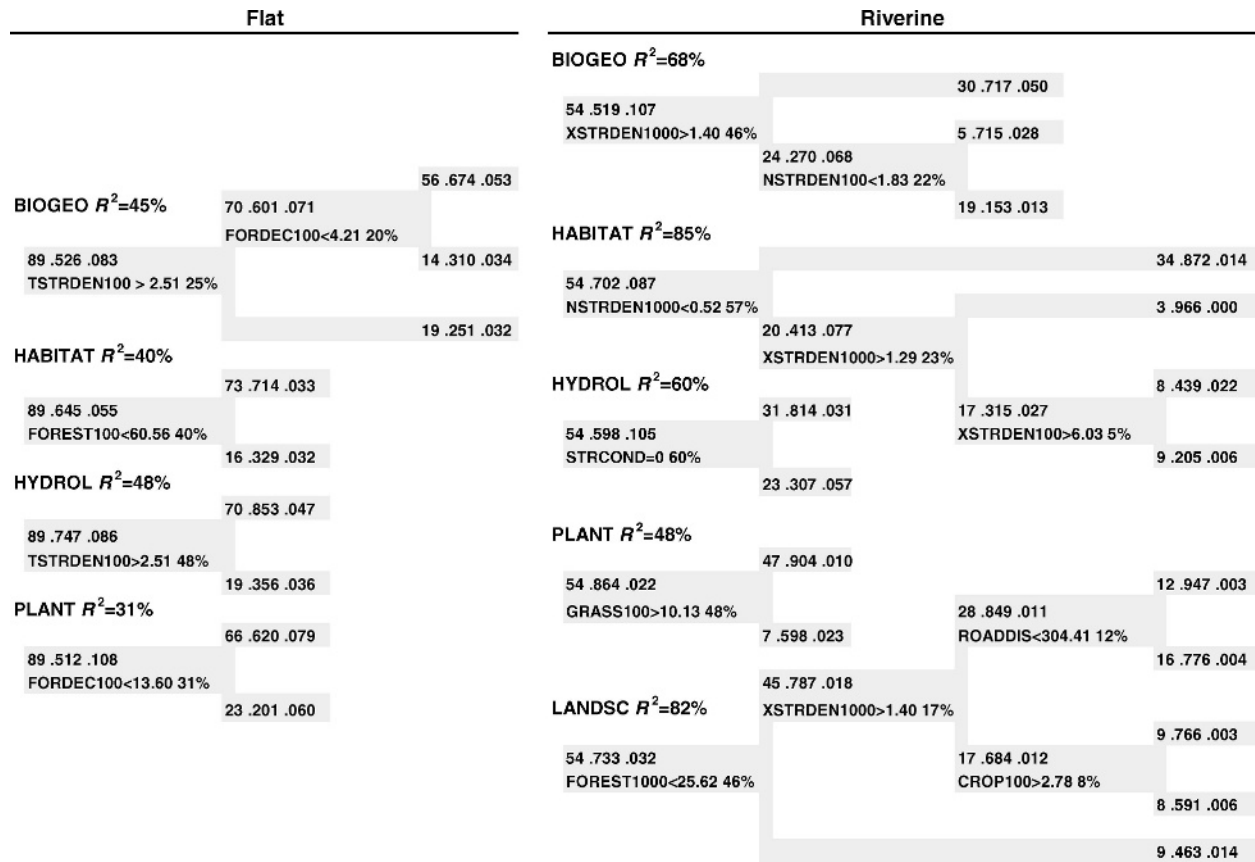 Flat
BIOGEO R²=45%
89 .526 .083
TSTRDEN100 > 2.51 25%
70 .601 .071
FORDEC100<4.21 20%
56 .674 .053
14 .310 .034
19 .251 .032
HABITAT R²=40%
89 .645 .055
FOREST100<60.56 40%
73 .714 .033
16 .329 .032
HYDROL R²=48%
89 .747 .086
TSTRDEN100>2.51 48%
70 .853 .047
19 .356 .036
PLANT R²=31%
89 .512 .108
FORDEC100<13.60 31%
66 .620 .079
23 .201 .060
Riverine
BIOGEO R²=68%
54 .519 .107
XSTRDEN1000>1.40 46%
30 .717 .050
24 .270 .068
NSTRDEN100<1.83 22%
5 .715 .028
19 .153 .013
HABITAT R²=85%
54 .702 .087
NSTRDEN1000<0.52 57%
34 .872 .014
20 .413 .077
XSTRDEN1000>1.29 23%
3 .966 .000
17 .315 .027
XSTRDEN100>6.03 5%
8 .439 .022
9 .205 .006
HYDROL R²=60%
54 .598 .105
STRCOND=0 60%
31 .814 .031
23 .307 .057
PLANT R²=48%
54 .864 .022
GRASS100>10.13 48%
47 .904 .010
7 .598 .023
LANDSC R²=82%
54 .733 .032
FOREST1000<25.62 46%
45 .787 .018
XSTRDEN1000>1.40 17%
28 .849 .011
ROADDIS<304.41 12%
12 .947 .003
16 .776 .004
17 .684 .012
CROP100>2.78 8%
9 .766 .003
8 .591 .006
9 .463 .014